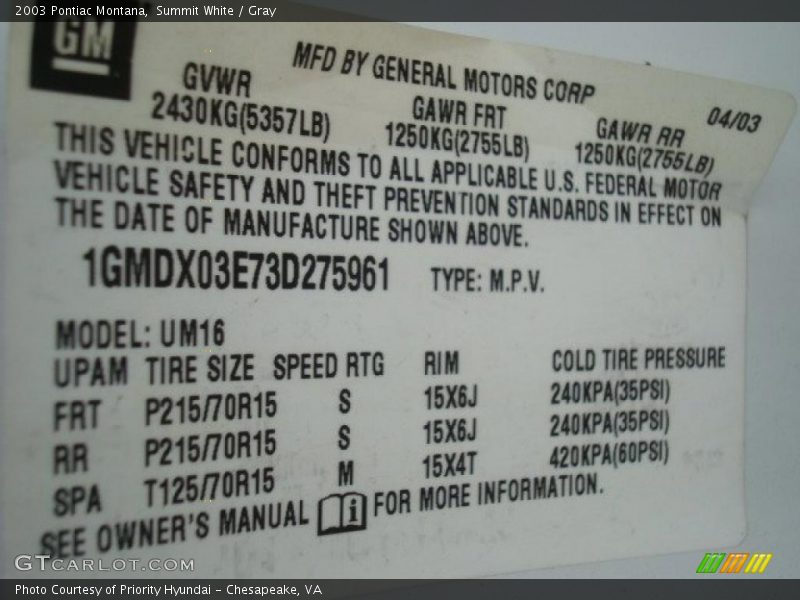 2003 Pontiac Montana,  Summit White / Gray
GM
MFD BY GENERAL MOTORS CORP
04/03
GVWR GAWR FRT GAWR RR
2430KG(5357LB) 1250KG(2755LB) 1250KG(2755LB)
THIS VEHICLE CONFORMS TO ALL APPLICABLE U.S. FEDERAL MOTOR
VEHICLE SAFETY AND THEFT PREVENTION STANDARDS IN EFFECT ON
THE DATE OF MANUFACTURE SHOWN ABOVE.
1GMDX03E73D275961 TYPE: M.P.V.
MODEL: UM16
UPAM TIRE SIZE SPEED RTG RIM COLD TIRE PRESSURE
FRT P215/70R15 S 15X6J 240KPA(35PSI)
RR P215/70R15 S 15X6J 240KPA(35PSI)
SPA T125/70R15 M 15X4T 420KPA(60PSI)
SEE OWNER'S MANUAL i FOR MORE INFORMATION.
GTCARLOT.COM
Photo Courtesy of Priority Hyundai – Chesapeake, VA